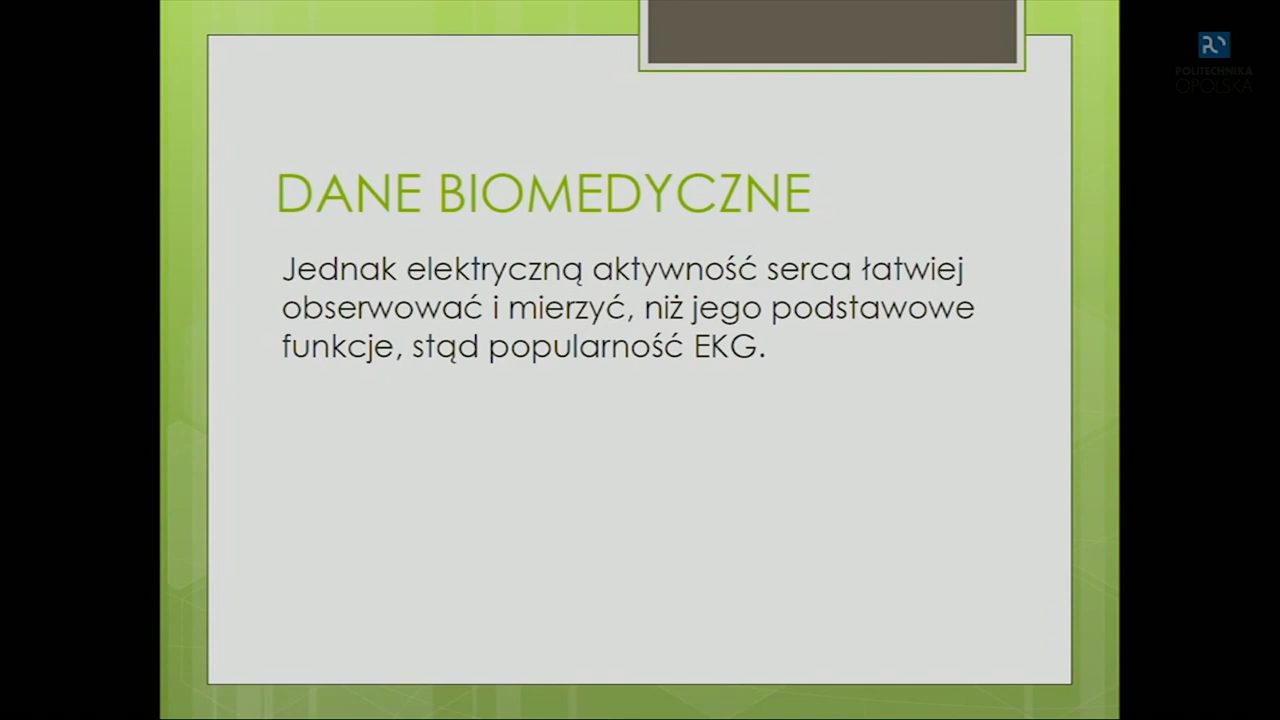 POLITECHNIKA
OPOLSKA
DANE BIOMEDYCZNE
Jednak elektryczną aktywność serca łatwiej
obserwować i mierzyć, niż jego podstawowe
funkcje, stąd popularność EKG.